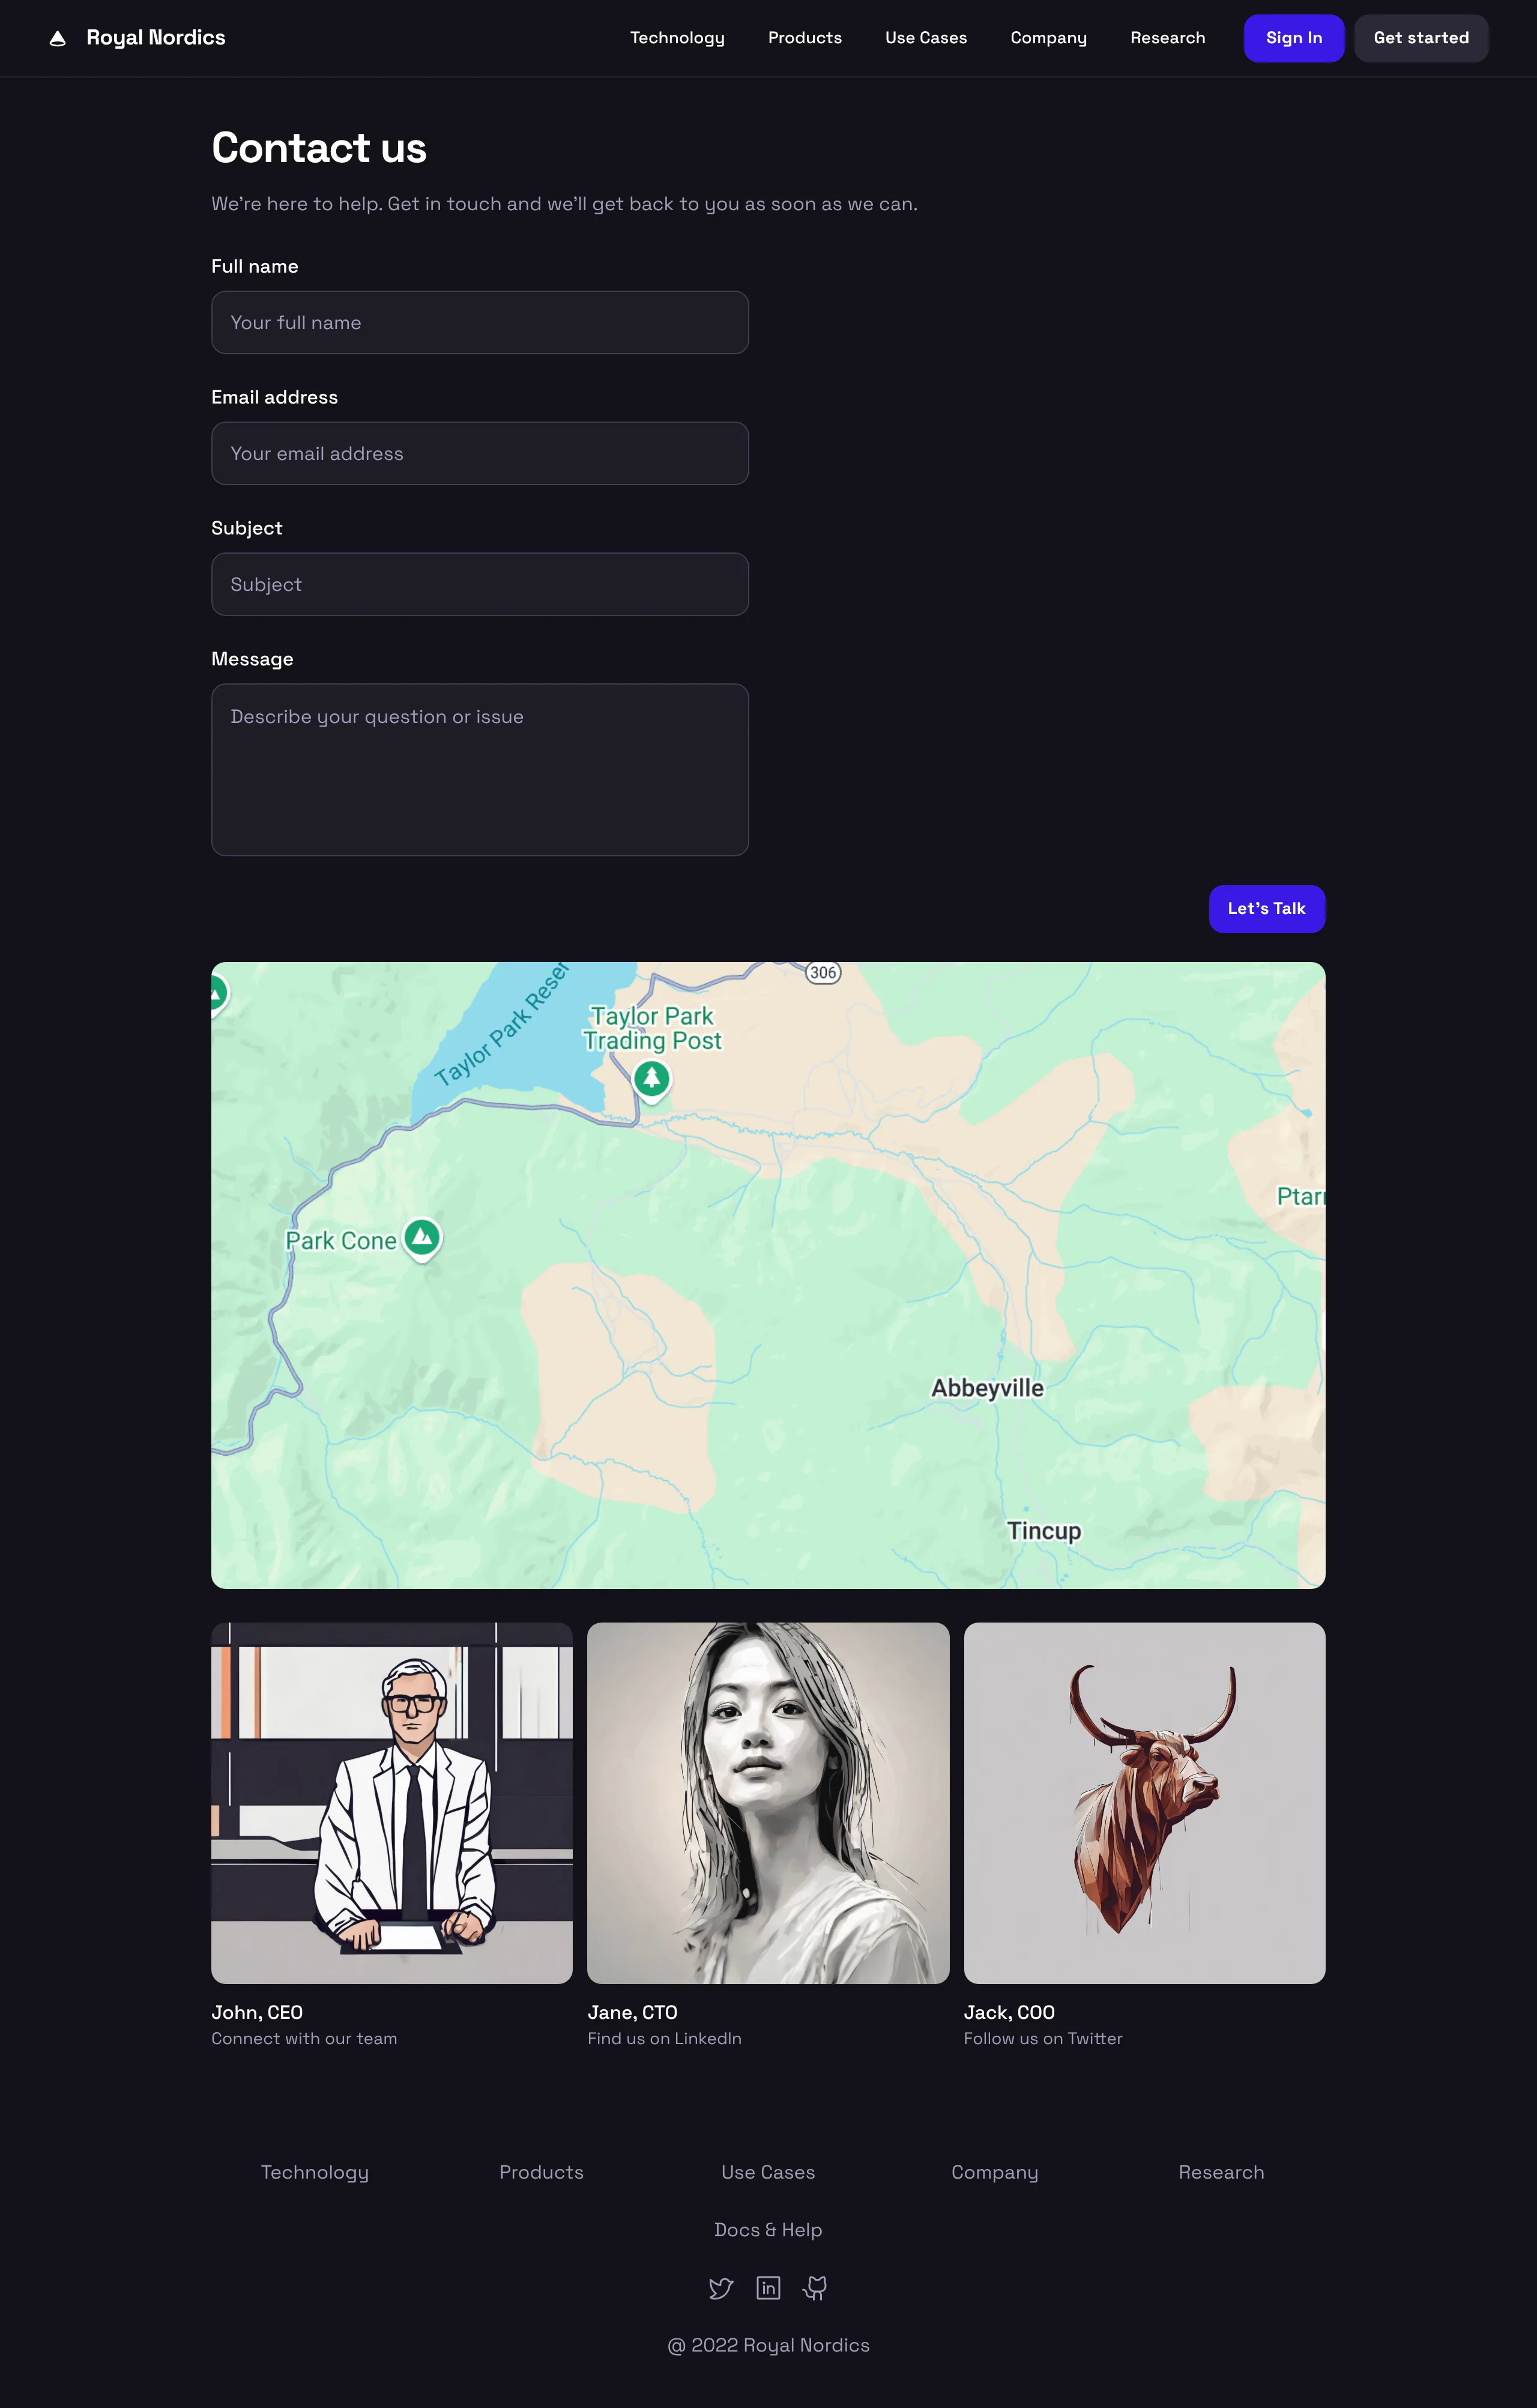 Royal Nordics
Technology
Products
Use Cases
Company
Research
Sign In
Get started
Contact us
We're here to help. Get in touch and we'll get back to you as soon as we can.
Full name
Your full name
Email address
Your email address
Subject
Subject
Message
Describe your question or issue
Let's Talk
306
Taylor Park Reser
Taylor Park
Trading Post
Ptarr
Park Cone
Abbeyville
Tincup
John, CEO
Connect with our team
Jane, CTO
Find us on LinkedIn
Jack, COO
Follow us on Twitter
Technology
Products
Use Cases
Company
Research
Docs & Help
in
@ 2022 Royal Nordics